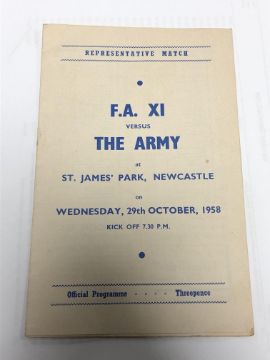 REPRESENTATIVE MATCH
F.A. XI
VERSUS
THE ARMY
at
ST. JAMES' PARK, NEWCASTLE
on
WEDNESDAY, 29th OCTOBER, 1958
KICK OFF 7.30 P.M.
Official Programme - - - - Threepence